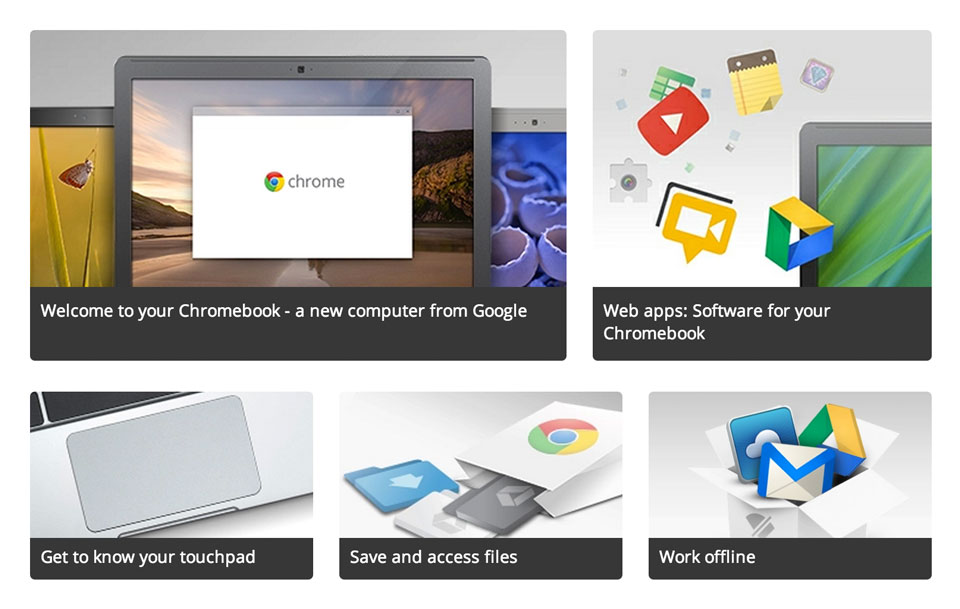 chrome
Welcome to your Chromebook - a new computer from Google
Web apps: Software for your
Chromebook
Get to know your touchpad
Save and access files
Work offline